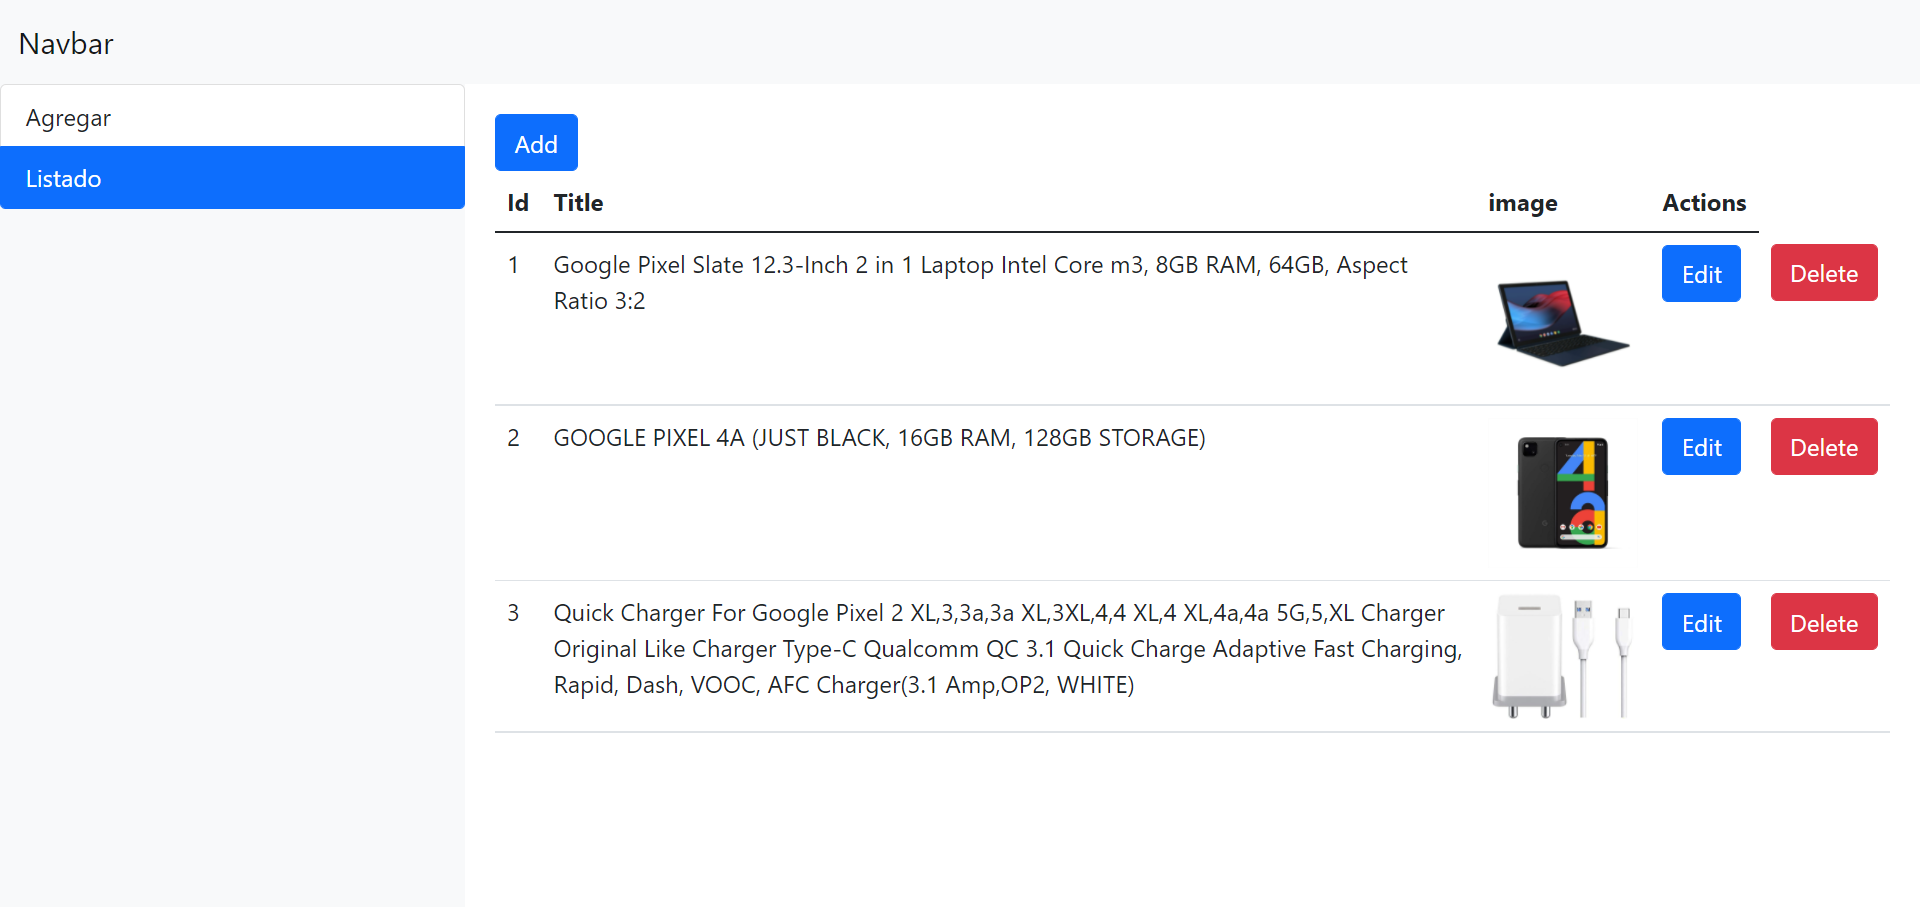 Navbar
Agregar
Listado
Add
Id Title image Actions
1 Google Pixel Slate 12.3-Inch 2 in 1 Laptop Intel Core m3, 8GB RAM, 64GB, Aspect Edit Delete
Ratio 3:2
2 GOOGLE PIXEL 4A (JUST BLACK, 16GB RAM, 128GB STORAGE) Edit Delete
4a
3 Quick Charger For Google Pixel 2 XL,3,3a,3a XL,3XL,4,4 XL,4 XL,4a,4a 5G,5,XL Charger Edit Delete
Original Like Charger Type-C Qualcomm QC 3.1 Quick Charge Adaptive Fast Charging,
Rapid, Dash, VOOC, AFC Charger(3.1 Amp,OP2, WHITE)